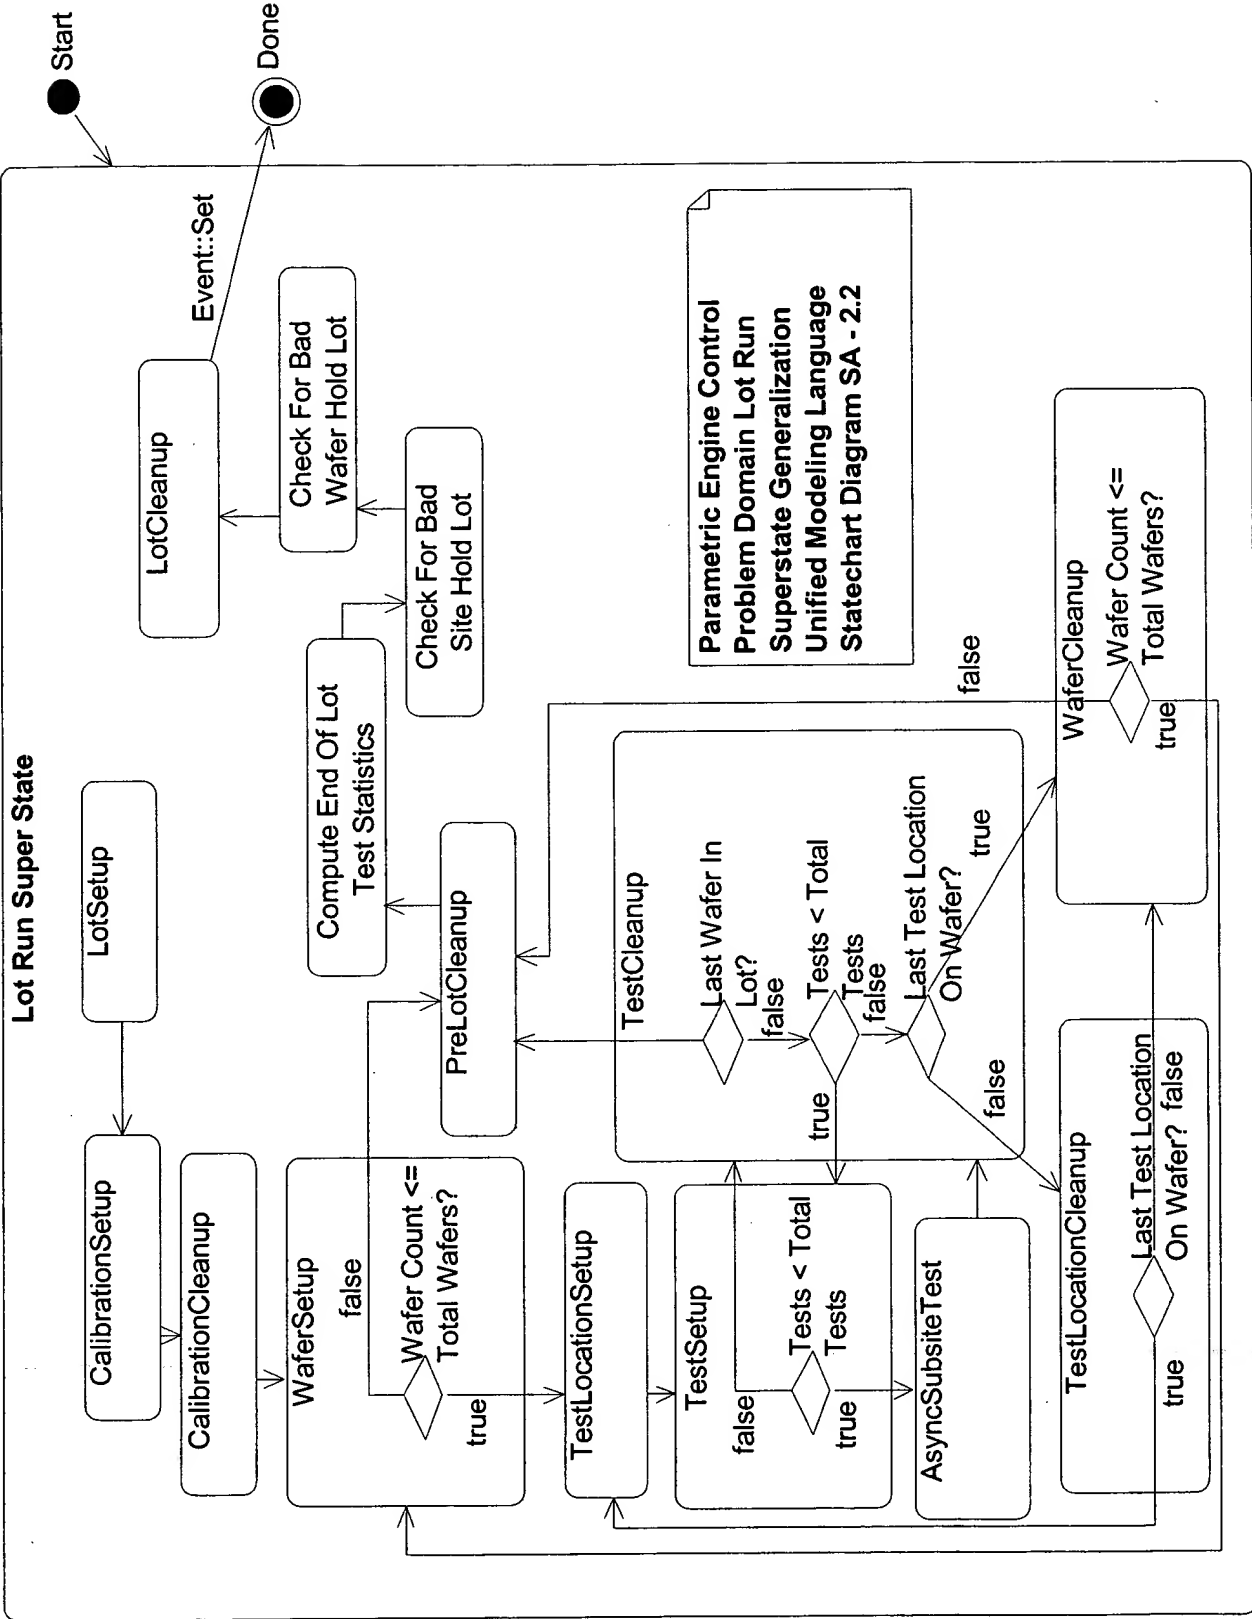 Lot Run Super State
Start
Done
LotSetup
LotCleanup
Event::Set
CalibrationSetup
CalibrationCleanup
Check For Bad
Wafer Hold Lot
Compute End Of Lot
Test Statistics
Check For Bad
Site Hold Lot
WaferSetup
false
Wafer Count <=
Total Wafers?
true
PreLotCleanup
TestLocationSetup
TestSetup
false
Tests < Total
Tests
true
AsyncSubsiteTest
TestCleanup
Last Wafer In
Lot?
false
Tests < Total
Tests
true
false
Last Test Location
On Wafer?
true
false
Parametric Engine Control
Problem Domain Lot Run
Superstate Generalization
Unified Modeling Language
Statechart Diagram SA - 2.2
false
TestLocationCleanup
Last Test Location
On Wafer? false
true
WaferCleanup
Wafer Count <=
Total Wafers?
true